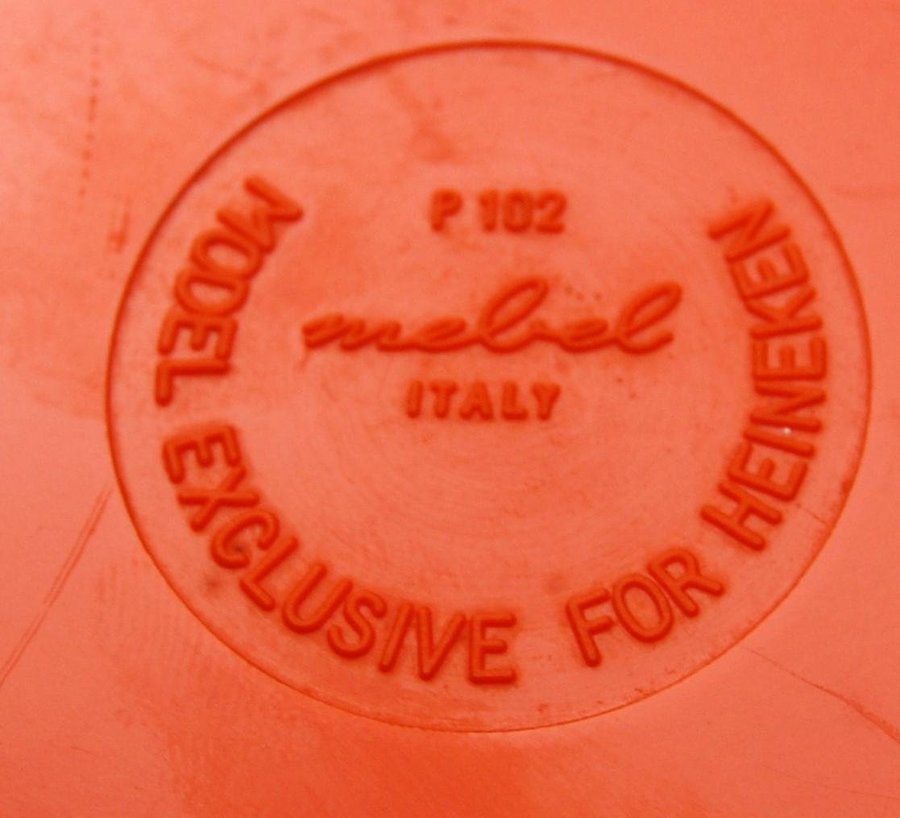 P 102
mebel
ITALY
MODEL EXCLUSIVE FOR HEINEKEN